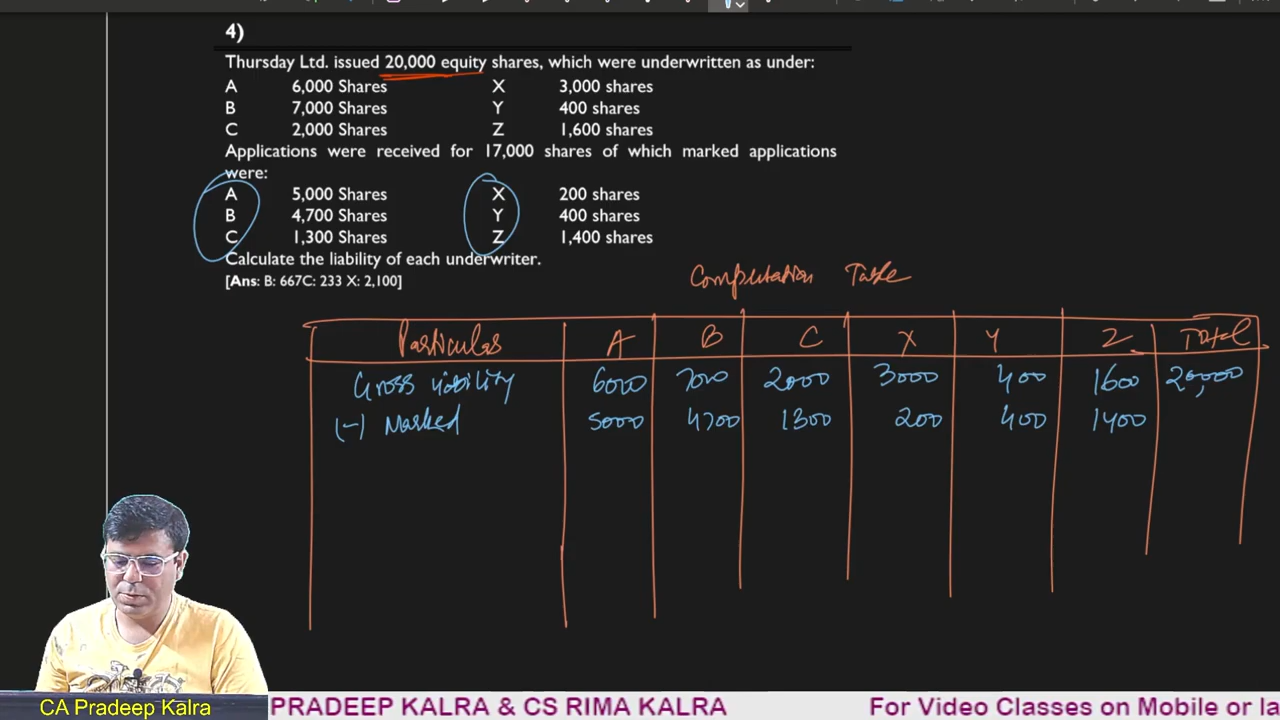 4)
Thursday Ltd. issued 20,000 equity shares, which were underwritten as under:
A 6,000 Shares X 3,000 shares
B 7,000 Shares Y 400 shares
C 2,000 Shares Z 1,600 shares
Applications were received for 17,000 shares of which marked applications
were:
A 5,000 Shares X 200 shares
B 4,700 Shares Y 400 shares
C 1,300 Shares Z 1,400 shares
Calculate the liability of each underwriter.
[Ans: B: 667C: 233 X: 2,100]
Computation Table
Particulars A B C X Y Z Total
Gross liability 6000 7000 2000 3000 400 1600 20,000
(-) Marked 5000 4700 1300 200 400 1400
CA Pradeep Kalra
PRADEEP KALRA & CS RIMA KALRA For Video Classes on Mobile or la